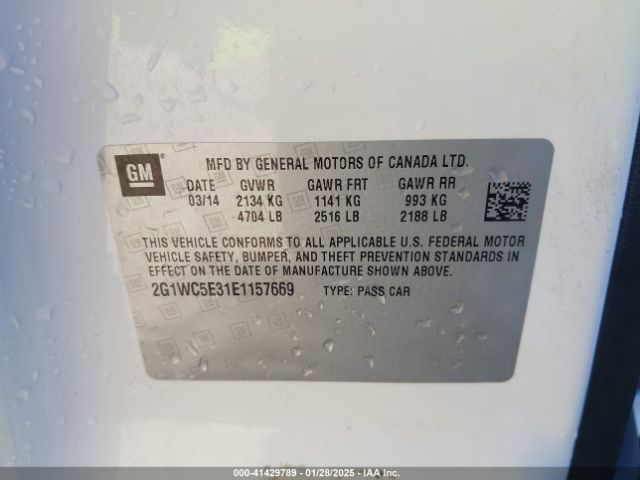 GM ® MFD BY GENERAL MOTORS OF CANADA LTD.
DATE GVWR GAWR FRT GAWR RR
03/14 2134 KG 1141 KG 993 KG
4704 LB 2516 LB 2188 LB
THIS VEHICLE CONFORMS TO ALL APPLICABLE U.S. FEDERAL MOTOR
VEHICLE SAFETY, BUMPER, AND THEFT PREVENTION STANDARDS IN
EFFECT ON THE DATE OF MANUFACTURE SHOWN ABOVE.
2G1WC5E31E1157669 TYPE: PASS CAR
000-41429789 - 01/28/2025 - IAA Inc.